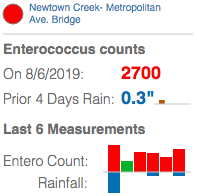 Newtown Creek- Metropolitan
Ave. Bridge
Enterococcus counts
On 8/6/2019: 2700
Prior 4 Days Rain: 0.3"
Last 6 Measurements
Entero Count:
Rainfall: